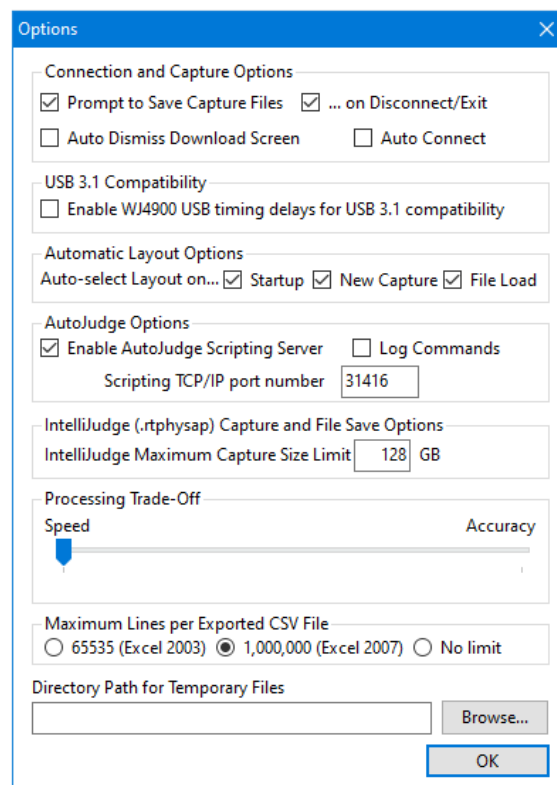 Options
Connection and Capture Options
Prompt to Save Capture Files ... on Disconnect/Exit
Auto Dismiss Download Screen Auto Connect
USB 3.1 Compatibility
Enable WJ4900 USB timing delays for USB 3.1 compatibility
Automatic Layout Options
Auto-select Layout on... Startup New Capture File Load
AutoJudge Options
Enable AutoJudge Scripting Server Log Commands
Scripting TCP/IP port number 31416
IntelliJudge (.rtphysap) Capture and File Save Options
IntelliJudge Maximum Capture Size Limit 128 GB
Processing Trade-Off
Speed Accuracy
Maximum Lines per Exported CSV File
65535 (Excel 2003) 1,000,000 (Excel 2007) No limit
Directory Path for Temporary Files
Browse...
OK